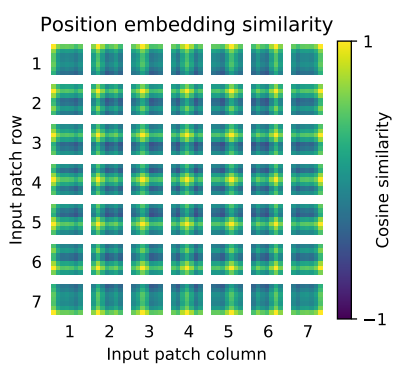 Position embedding similarity
1
2
3
4
5
6
7
Input patch row
1 2 3 4 5 6 7
Input patch column
1
−1
Cosine similarity